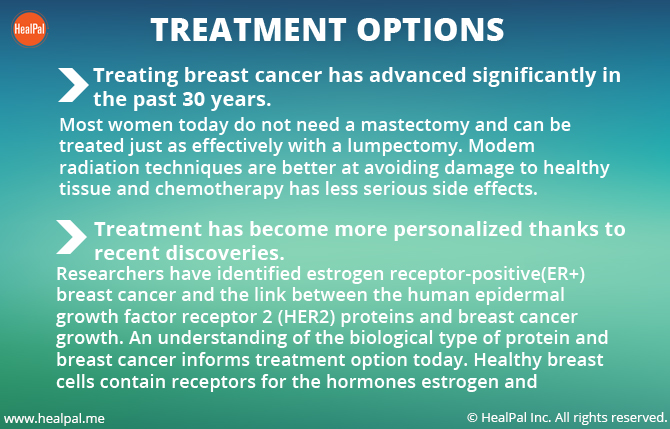 HealPal
TREATMENT OPTIONS
Treating breast cancer has advanced significantly in
the past 30 years.
Most women today do not need a mastectomy and can be
treated just as effectively with a lumpectomy. Modem
radiation techniques are better at avoiding damage to healthy
tissue and chemotherapy has less serious side effects.
Treatment has become more personalized thanks to
recent discoveries.
Researchers have identified estrogen receptor-positive(ER+)
breast cancer and the link between the human epidermal
growth factor receptor 2 (HER2) proteins and breast cancer
growth. An understanding of the biological type of protein and
breast cancer informs treatment option today. Healthy breast
cells contain receptors for the hormones estrogen and
www.healpal.me
© HealPal Inc. All rights reserved.